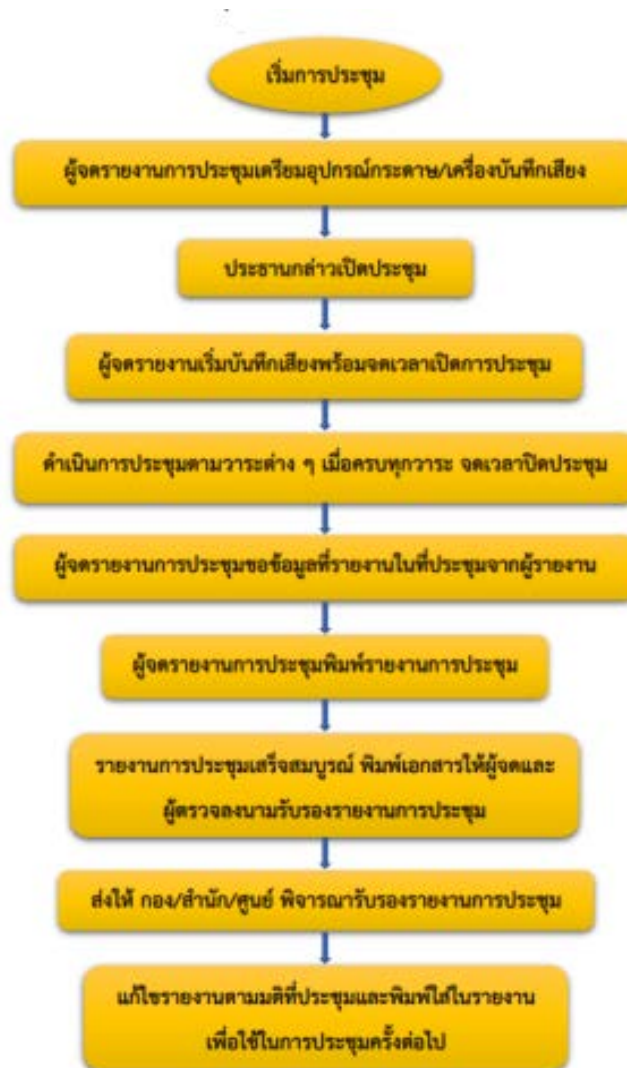 เริ่มการประชุม
ผู้จดรายงานการประชุมเตรียมอุปกรณ์กระดาษ/เครื่องบันทึกเสียง
ประธานกล่าวเปิดประชุม
ผู้จดรายงานเริ่มบันทึกเสียงพร้อมจดเวลาเปิดการประชุม
ดำเนินการประชุมตามวาระต่าง ๆ เมื่อครบทุกวาระ จดเวลาปิดประชุม
ผู้จดรายงานการประชุมขอข้อมูลที่รายงานในที่ประชุมจากผู้รายงาน
ผู้จดรายงานการประชุมพิมพ์รายงานการประชุม
รายงานการประชุมเสร็จสมบูรณ์ พิมพ์เอกสารให้ผู้จดและ
ผู้ตรวจลงนามรับรองรายงานการประชุม
ส่งให้ กอง/สำนัก/ศูนย์ พิจารณารับรองรายงานการประชุม
แก้ไขรายงานตามมติที่ประชุมและพิมพ์ใส่ในรายงาน
เพื่อใช้ในการประชุมครั้งต่อไป